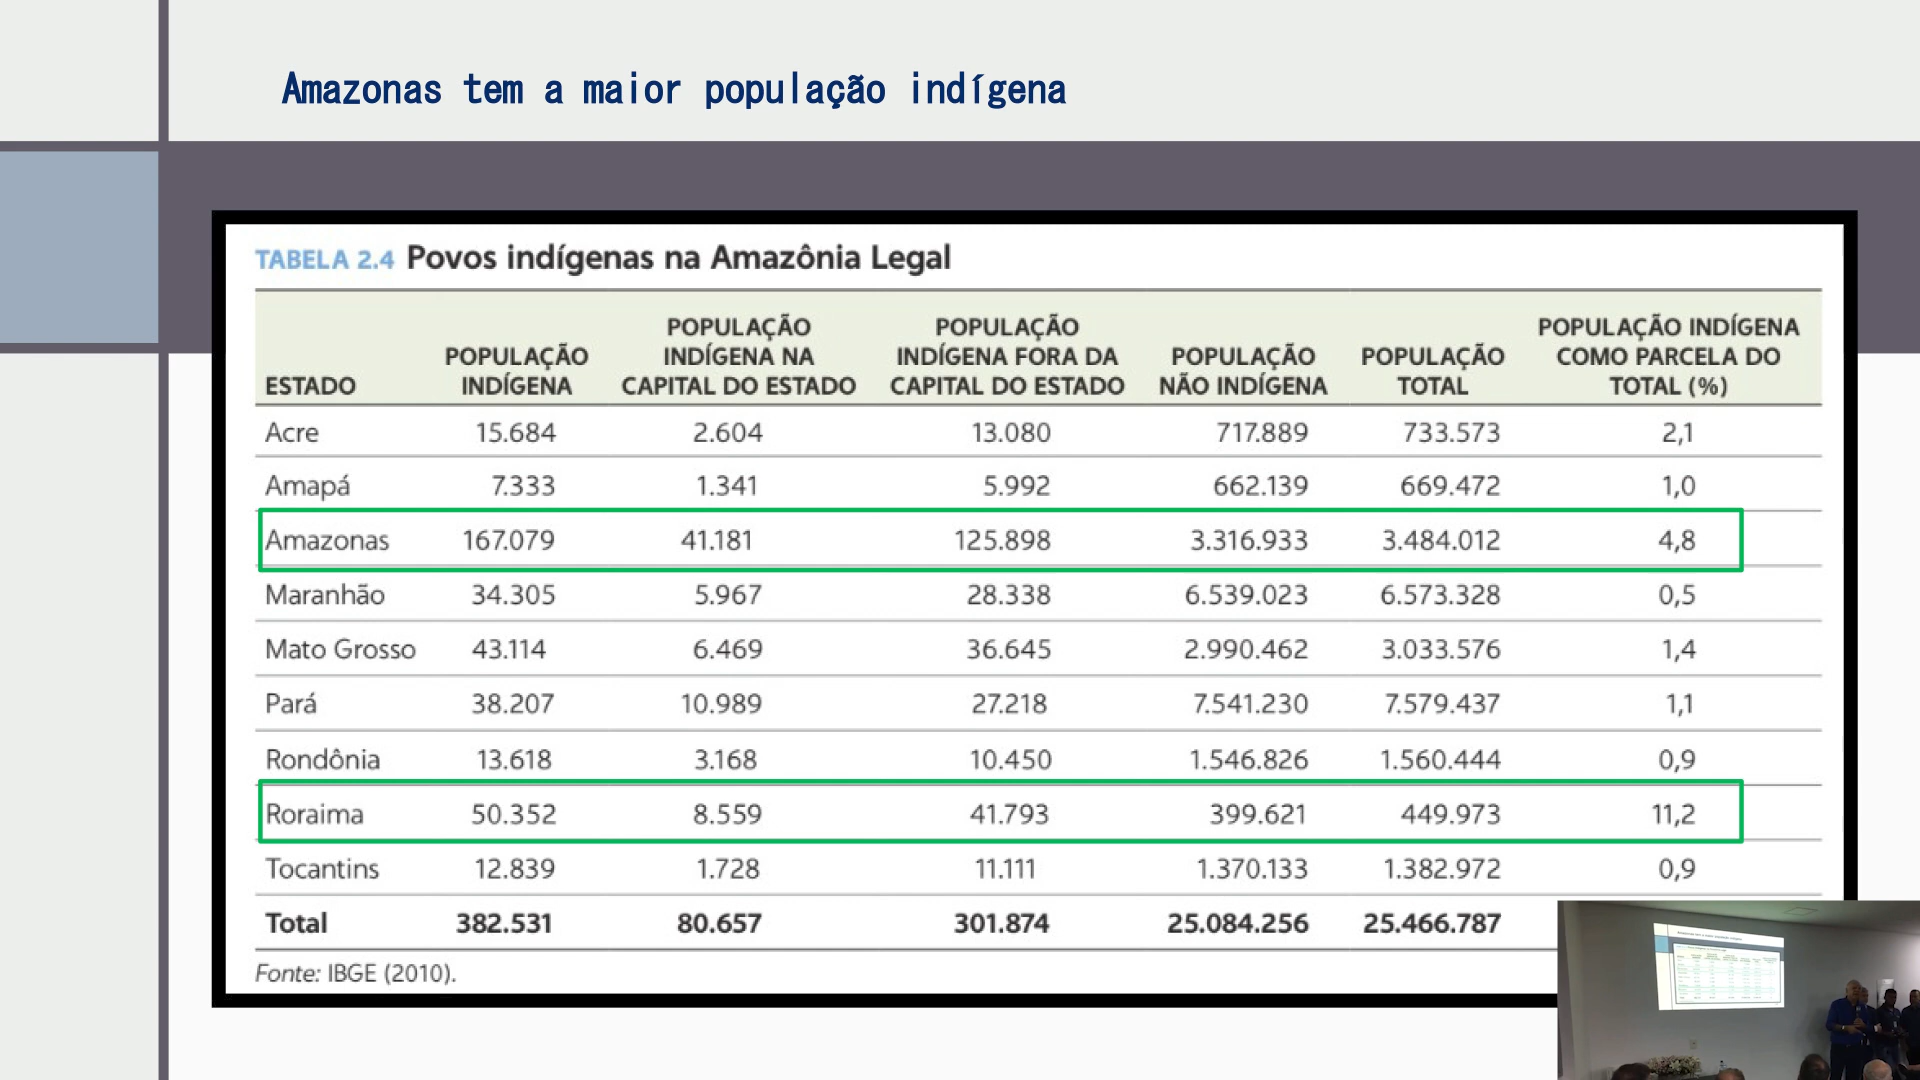 Amazonas tem a maior população indígena
TABELA 2.4 Povos indígenas na Amazônia Legal
ESTADO POPULAÇÃO INDÍGENA POPULAÇÃO INDÍGENA NA CAPITAL DO ESTADO POPULAÇÃO INDÍGENA FORA DA CAPITAL DO ESTADO POPULAÇÃO NÃO INDÍGENA POPULAÇÃO TOTAL POPULAÇÃO INDÍGENA COMO PARCELA DO TOTAL (%)
Acre 15.684 2.604 13.080 717.889 733.573 2,1
Amapá 7.333 1.341 5.992 662.139 669.472 1,0
Amazonas 167.079 41.181 125.898 3.316.933 3.484.012 4,8
Maranhão 34.305 5.967 28.338 6.539.023 6.573.328 0,5
Mato Grosso 43.114 6.469 36.645 2.990.462 3.033.576 1,4
Pará 38.207 10.989 27.218 7.541.230 7.579.437 1,1
Rondônia 13.618 3.168 10.450 1.546.826 1.560.444 0,9
Roraima 50.352 8.559 41.793 399.621 449.973 11,2
Tocantins 12.839 1.728 11.111 1.370.133 1.382.972 0,9
Total 382.531 80.657 301.874 25.084.256 25.466.787
Fonte: IBGE (2010).